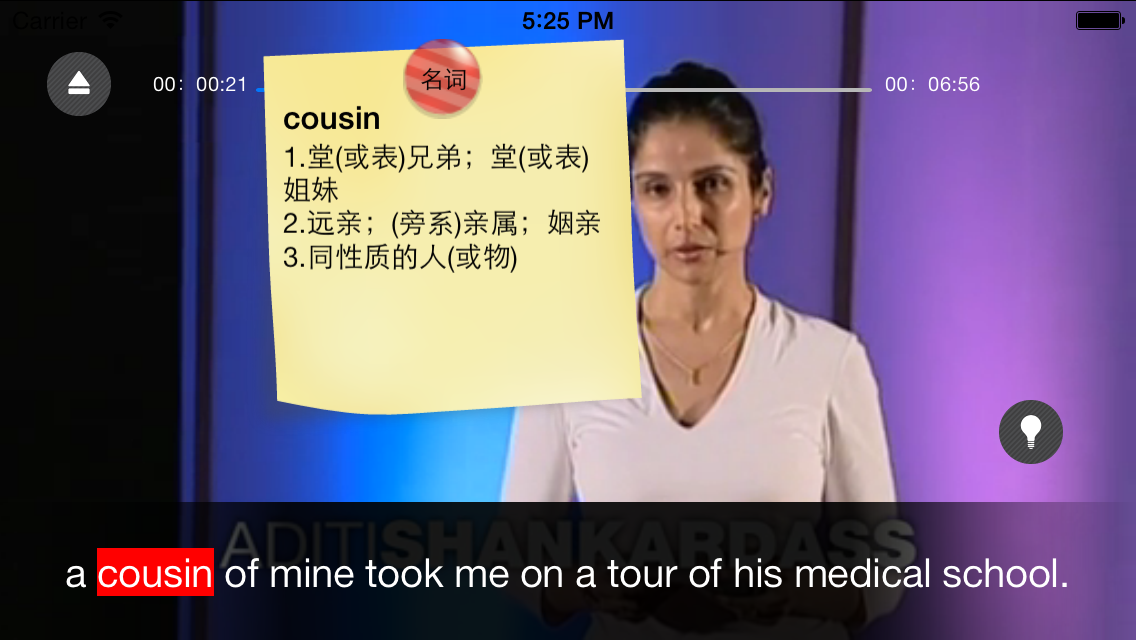 Carrier
5:25 PM
00：00:21
00：06:56
名词
cousin
1.堂(或表)兄弟；堂(或表)
姐妹
2.远亲；(旁系)亲属；姻亲
3.同性质的人(或物)
ADITISHANKARDASS
a cousin of mine took me on a tour of his medical school.